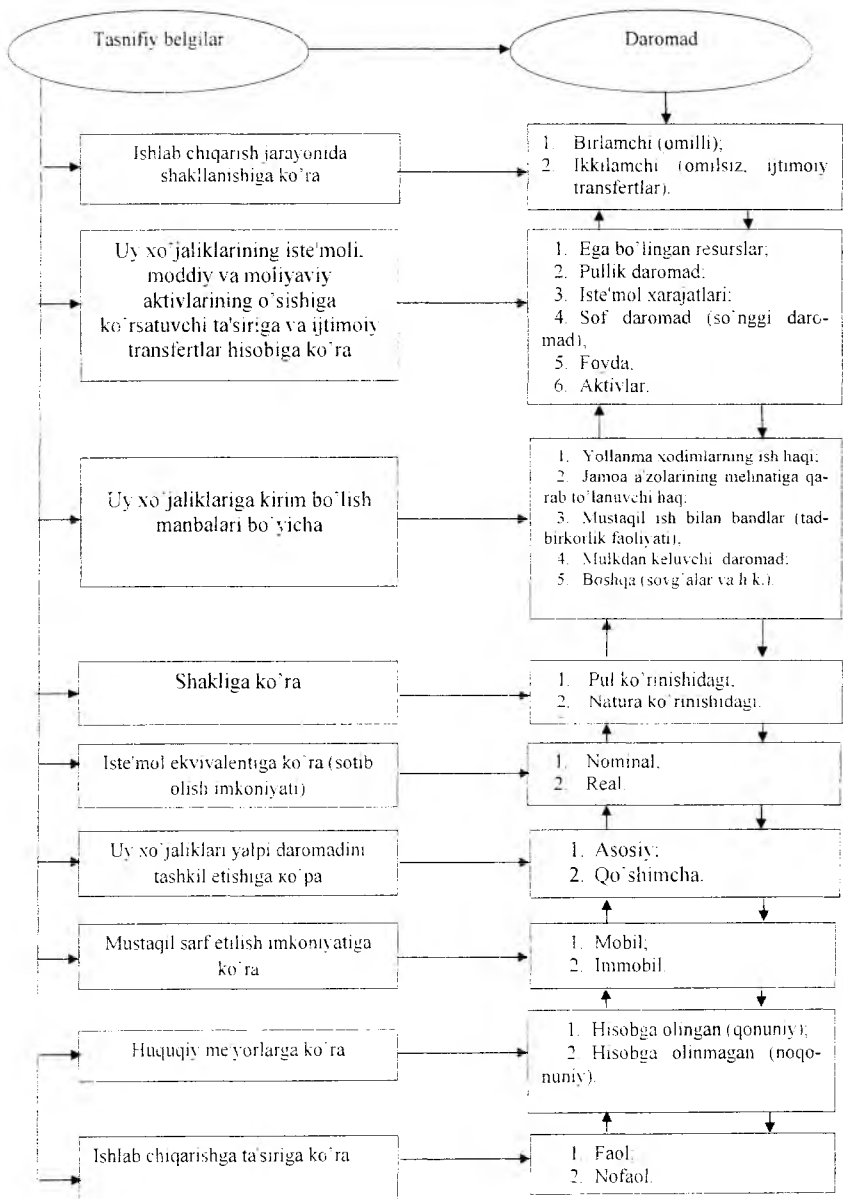 Tasnifiy belgilar
Daromad
Ishlab chiqarish jarayonida
shakllanishiga ko`ra
1. Birlamchi (omilli);
2. Ikkilamchi (omilsiz, ijtimoiy
transfertlar).
Uy xo`jaliklarining iste'moli,
moddiy va moliyaviy
aktivlarining o`sishiga
ko`rsatuvchi ta'siriga va ijtimoiy
transfertlar hisobiga ko`ra
1. Ega bo`lingan resurslar;
2. Pullik daromad;
3. Iste'mol xarajatlari;
4. Sof daromad (so`nggi daro-
mad),
5. Foyda,
6. Aktivlar.
Uy xo`jaliklariga kirim bo`lish
manbalari bo`yicha
1. Yollanma xodimlarning ish haqi;
2. Jamoa a'zolarining mehnatiga qa-
rab to`lanuvchi haq;
3. Mustaqil ish bilan bandlar (tad-
birkorlik faoliyati),
4. Mulkdan keluvchi daromad;
5. Boshqa (sovg`alar va h k.).
Shakliga ko`ra
1. Pul ko`rinishidagi,
2. Natura ko`rinishidagi.
Iste'mol ekvivalentiga ko`ra (sotib
olish imkoniyati)
1. Nominal,
2. Real.
Uy xo`jaliklari yalpi daromadini
tashkil etishiga ko`pa
1. Asosiy;
2. Qo`shimcha.
Mustaqil sarf etilish imkoniyatiga
ko`ra
1. Mobil;
2. Immobil.
Huquqiy me'yorlarga ko`ra
1. Hisobga olingan (qonuniy);
2. Hisobga olinmagan (noqo-
nuniy).
Ishlab chiqarishga ta'siriga ko`ra
1. Faol;
2. Nofaol.